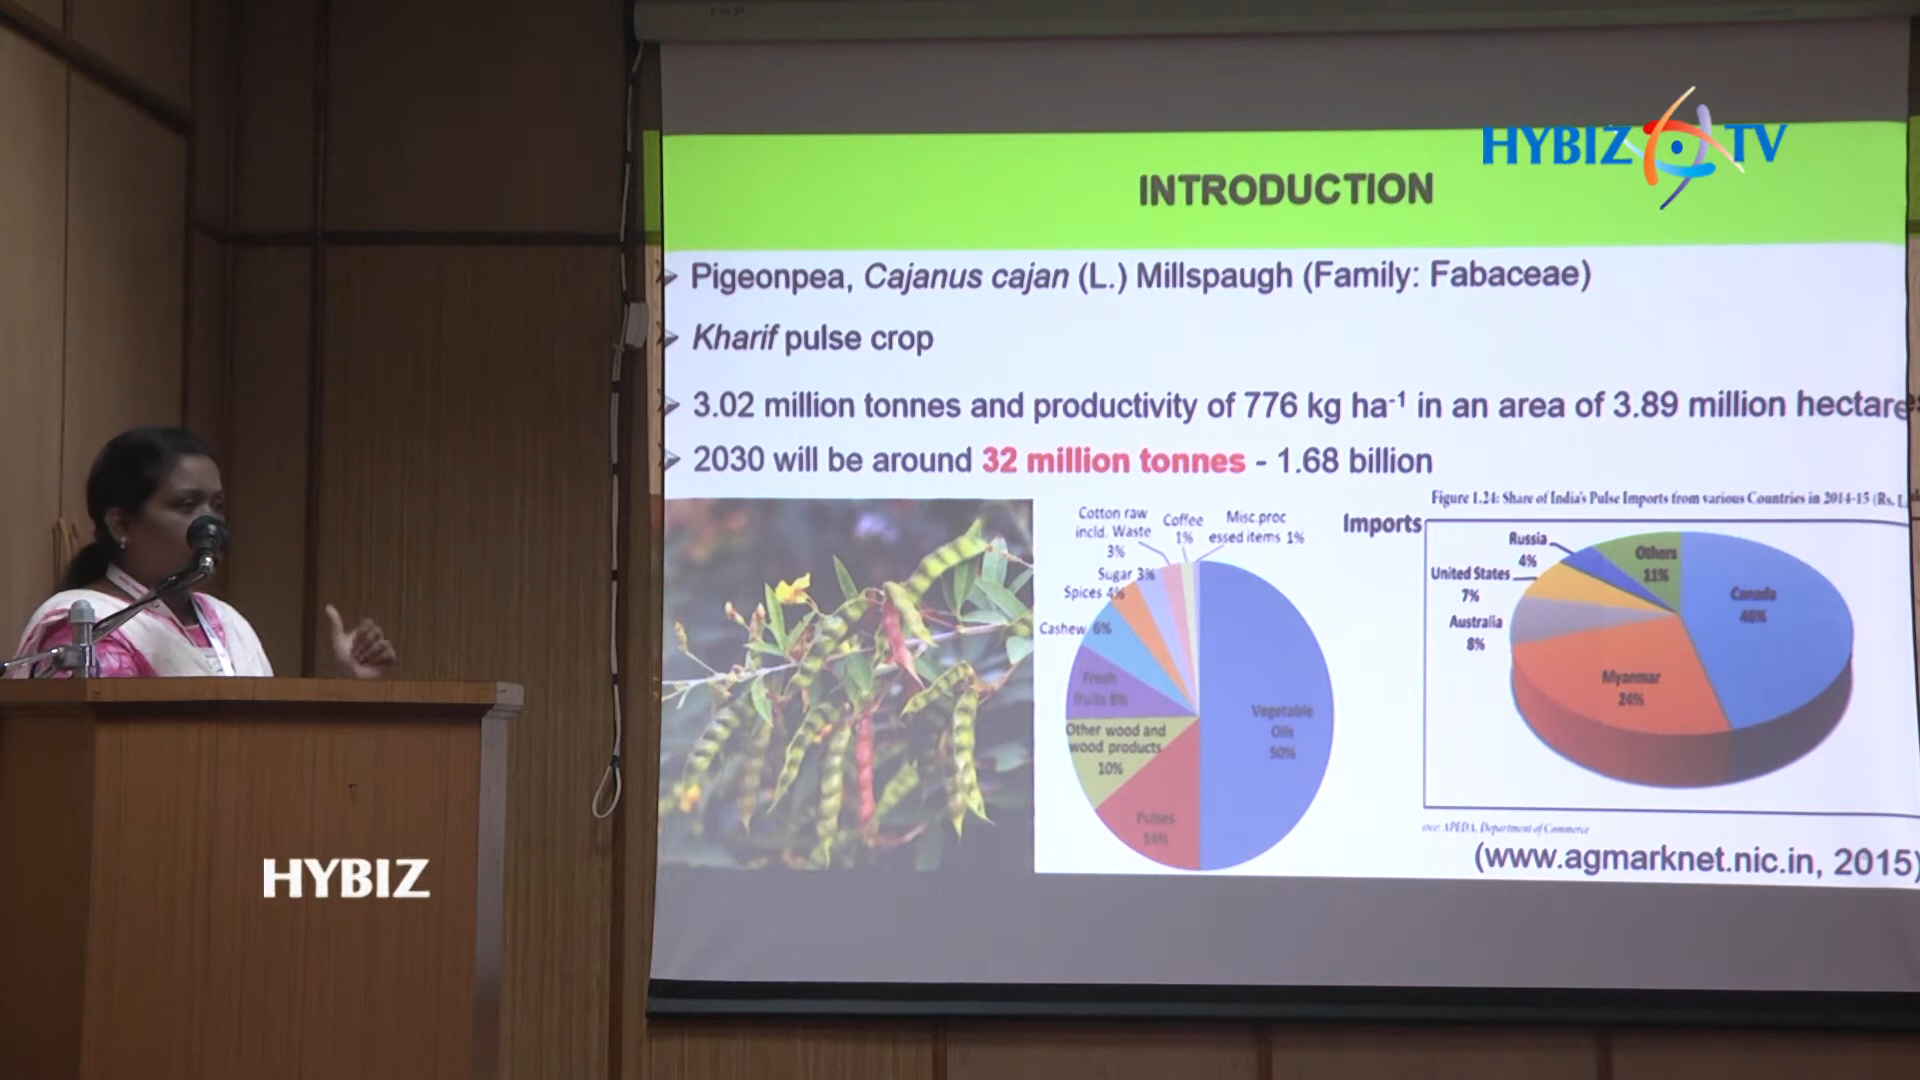 HYBIZ TV
INTRODUCTION
Pigeonpea, Cajanus cajan (L.) Millspaugh (Family: Fabaceae)
Kharif pulse crop
3.02 million tonnes and productivity of 776 kg ha-1 in an area of 3.89 million hectares
2030 will be around 32 million tonnes - 1.68 billion
Cotton raw
incld. Waste
3%
Coffee
1%
Misc.proc
essed items 1%
Sugar 3%
Spices 4%
Cashew 6%
Fresh
fruits 8%
Other wood and
wood products
10%
Pulses
14%
Vegetable
Oils
50%
Imports
Figure 1.24: Share of India's Pulse Imports from various Countries in 2014-15 (Rs.
Russia
4%
Others
11%
United States
7%
Australia
8%
Canada
46%
Myanmar
24%
APEDA, Department of Commerce
(www.agmarknet.nic.in, 2015)
HYBIZ